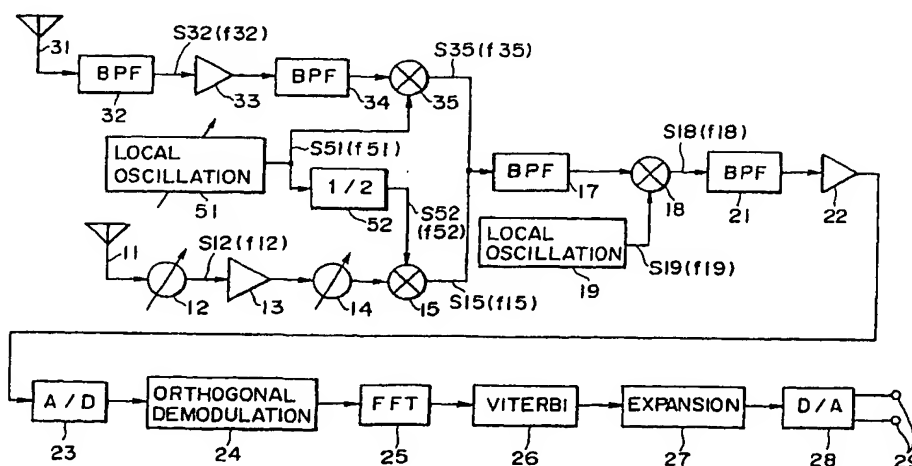 S32(f32)
S35(f35)
31
BPF
BPF
32
33
34
35
S51(f51)
S18(f18)
LOCAL
OSCILLATION
51
1/2
52
S52
(f52)
BPF
17
18
BPF
21
22
LOCAL
OSCILLATION
19
S19(f19)
11
S12(f12)
12
13
14
15
S15(f15)
A/D
ORTHOGONAL
DEMODULATION
FFT
VITERBI
EXPANSION
D/A
23
24
25
26
27
28
29